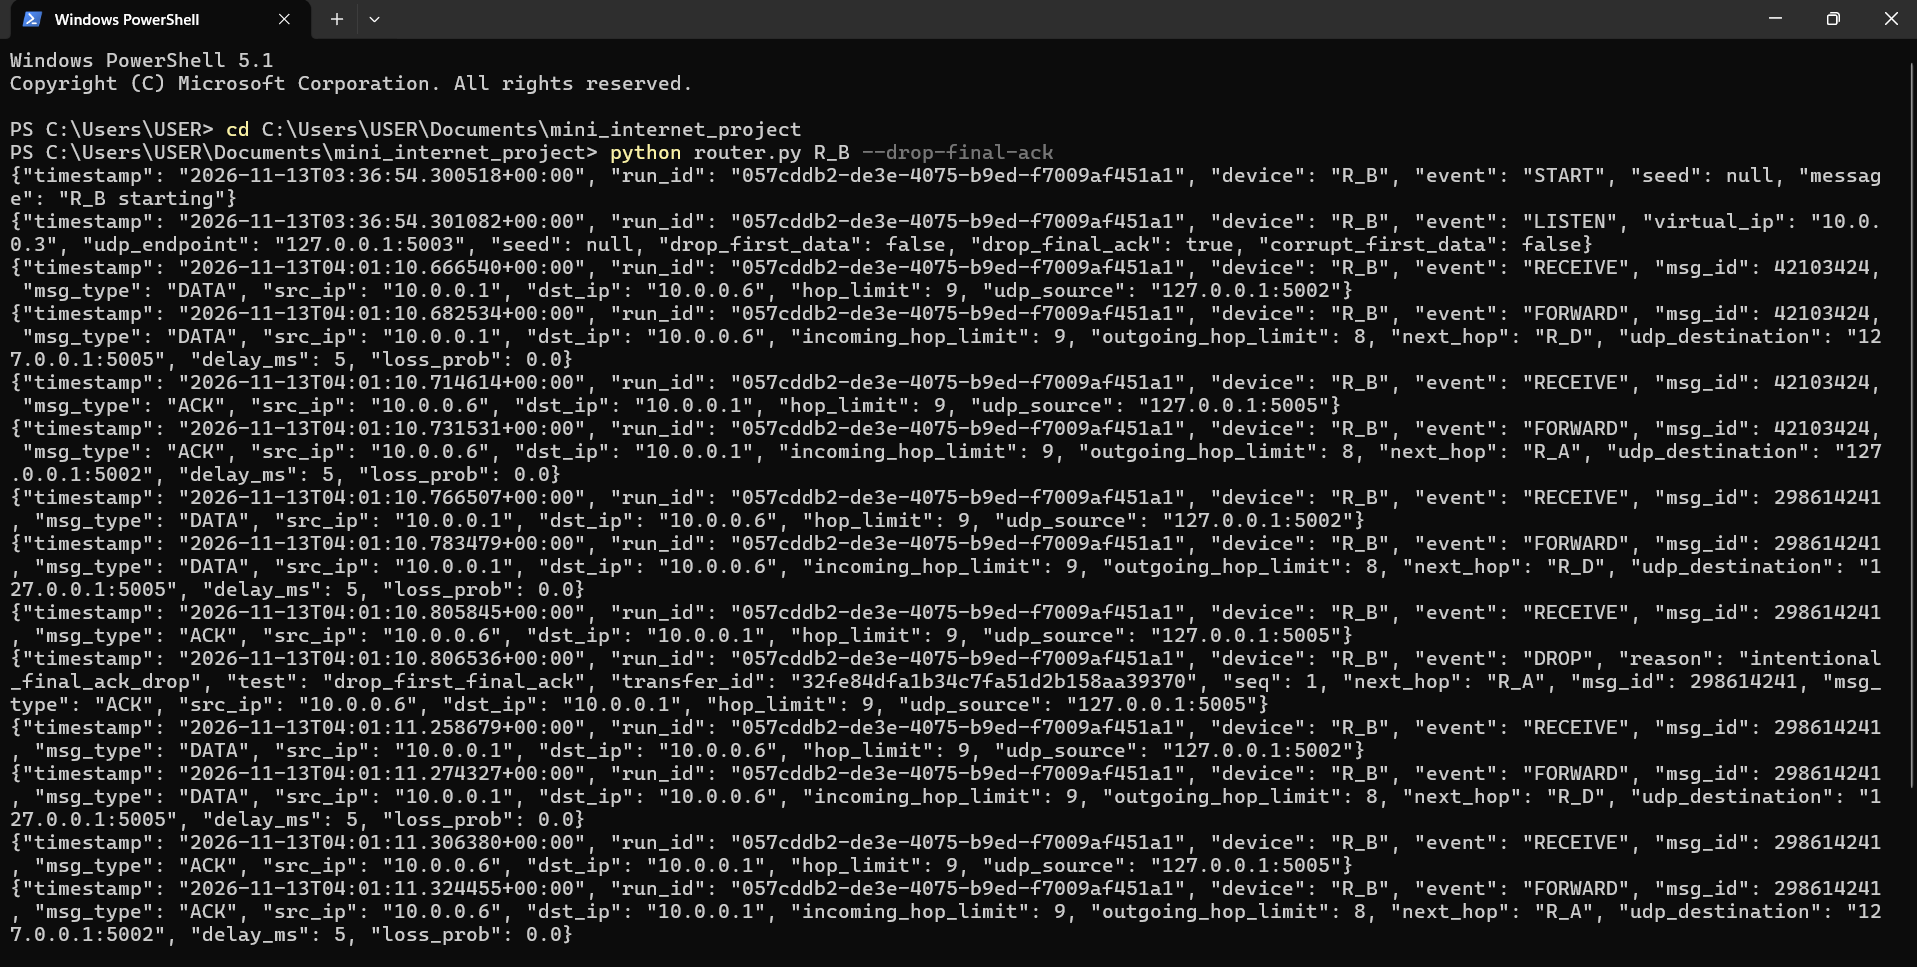 Windows PowerShell
Windows PowerShell 5.1
Copyright (C) Microsoft Corporation. All rights reserved.
PS C:\Users\USER> cd C:\Users\USER\Documents\mini_internet_project
PS C:\Users\USER\Documents\mini_internet_project> python router.py R_B --drop-final-ack
{"timestamp": "2026-11-13T03:36:54.300518+00:00", "run_id": "057cddb2-de3e-4075-b9ed-f7009af451a1", "device": "R_B", "event": "START", "seed": null, "messag
e": "R_B starting"}
{"timestamp": "2026-11-13T03:36:54.301082+00:00", "run_id": "057cddb2-de3e-4075-b9ed-f7009af451a1", "device": "R_B", "event": "LISTEN", "virtual_ip": "10.0.
0.3", "udp_endpoint": "127.0.0.1:5003", "seed": null, "drop_first_data": false, "drop_final_ack": true, "corrupt_first_data": false}
{"timestamp": "2026-11-13T04:01:10.666540+00:00", "run_id": "057cddb2-de3e-4075-b9ed-f7009af451a1", "device": "R_B", "event": "RECEIVE", "msg_id": 42103424,
 "msg_type": "DATA", "src_ip": "10.0.0.1", "dst_ip": "10.0.0.6", "hop_limit": 9, "udp_source": "127.0.0.1:5002"}
{"timestamp": "2026-11-13T04:01:10.682534+00:00", "run_id": "057cddb2-de3e-4075-b9ed-f7009af451a1", "device": "R_B", "event": "FORWARD", "msg_id": 42103424,
 "msg_type": "DATA", "src_ip": "10.0.0.1", "dst_ip": "10.0.0.6", "incoming_hop_limit": 9, "outgoing_hop_limit": 8, "next_hop": "R_D", "udp_destination": "12
7.0.0.1:5005", "delay_ms": 5, "loss_prob": 0.0}
{"timestamp": "2026-11-13T04:01:10.714614+00:00", "run_id": "057cddb2-de3e-4075-b9ed-f7009af451a1", "device": "R_B", "event": "RECEIVE", "msg_id": 42103424,
 "msg_type": "ACK", "src_ip": "10.0.0.6", "dst_ip": "10.0.0.1", "hop_limit": 9, "udp_source": "127.0.0.1:5005"}
{"timestamp": "2026-11-13T04:01:10.731531+00:00", "run_id": "057cddb2-de3e-4075-b9ed-f7009af451a1", "device": "R_B", "event": "FORWARD", "msg_id": 42103424,
 "msg_type": "ACK", "src_ip": "10.0.0.6", "dst_ip": "10.0.0.1", "incoming_hop_limit": 9, "outgoing_hop_limit": 8, "next_hop": "R_A", "udp_destination": "127
.0.0.1:5002", "delay_ms": 5, "loss_prob": 0.0}
{"timestamp": "2026-11-13T04:01:10.766507+00:00", "run_id": "057cddb2-de3e-4075-b9ed-f7009af451a1", "device": "R_B", "event": "RECEIVE", "msg_id": 298614241
, "msg_type": "DATA", "src_ip": "10.0.0.1", "dst_ip": "10.0.0.6", "hop_limit": 9, "udp_source": "127.0.0.1:5002"}
{"timestamp": "2026-11-13T04:01:10.783479+00:00", "run_id": "057cddb2-de3e-4075-b9ed-f7009af451a1", "device": "R_B", "event": "FORWARD", "msg_id": 298614241
, "msg_type": "DATA", "src_ip": "10.0.0.1", "dst_ip": "10.0.0.6", "incoming_hop_limit": 9, "outgoing_hop_limit": 8, "next_hop": "R_D", "udp_destination": "1
27.0.0.1:5005", "delay_ms": 5, "loss_prob": 0.0}
{"timestamp": "2026-11-13T04:01:10.805845+00:00", "run_id": "057cddb2-de3e-4075-b9ed-f7009af451a1", "device": "R_B", "event": "RECEIVE", "msg_id": 298614241
, "msg_type": "ACK", "src_ip": "10.0.0.6", "dst_ip": "10.0.0.1", "hop_limit": 9, "udp_source": "127.0.0.1:5005"}
{"timestamp": "2026-11-13T04:01:10.806536+00:00", "run_id": "057cddb2-de3e-4075-b9ed-f7009af451a1", "device": "R_B", "event": "DROP", "reason": "intentional
_final_ack_drop", "test": "drop_first_final_ack", "transfer_id": "32fe84dfa1b34c7fa51d2b158aa39370", "seq": 1, "next_hop": "R_A", "msg_id": 298614241, "msg_
type": "ACK", "src_ip": "10.0.0.6", "dst_ip": "10.0.0.1", "hop_limit": 9, "udp_source": "127.0.0.1:5005"}
{"timestamp": "2026-11-13T04:01:11.258679+00:00", "run_id": "057cddb2-de3e-4075-b9ed-f7009af451a1", "device": "R_B", "event": "RECEIVE", "msg_id": 298614241
, "msg_type": "DATA", "src_ip": "10.0.0.1", "dst_ip": "10.0.0.6", "hop_limit": 9, "udp_source": "127.0.0.1:5002"}
{"timestamp": "2026-11-13T04:01:11.274327+00:00", "run_id": "057cddb2-de3e-4075-b9ed-f7009af451a1", "device": "R_B", "event": "FORWARD", "msg_id": 298614241
, "msg_type": "DATA", "src_ip": "10.0.0.1", "dst_ip": "10.0.0.6", "incoming_hop_limit": 9, "outgoing_hop_limit": 8, "next_hop": "R_D", "udp_destination": "1
27.0.0.1:5005", "delay_ms": 5, "loss_prob": 0.0}
{"timestamp": "2026-11-13T04:01:11.306380+00:00", "run_id": "057cddb2-de3e-4075-b9ed-f7009af451a1", "device": "R_B", "event": "RECEIVE", "msg_id": 298614241
, "msg_type": "ACK", "src_ip": "10.0.0.6", "dst_ip": "10.0.0.1", "hop_limit": 9, "udp_source": "127.0.0.1:5005"}
{"timestamp": "2026-11-13T04:01:11.324455+00:00", "run_id": "057cddb2-de3e-4075-b9ed-f7009af451a1", "device": "R_B", "event": "FORWARD", "msg_id": 298614241
, "msg_type": "ACK", "src_ip": "10.0.0.6", "dst_ip": "10.0.0.1", "incoming_hop_limit": 9, "outgoing_hop_limit": 8, "next_hop": "R_A", "udp_destination": "12
7.0.0.1:5002", "delay_ms": 5, "loss_prob": 0.0}